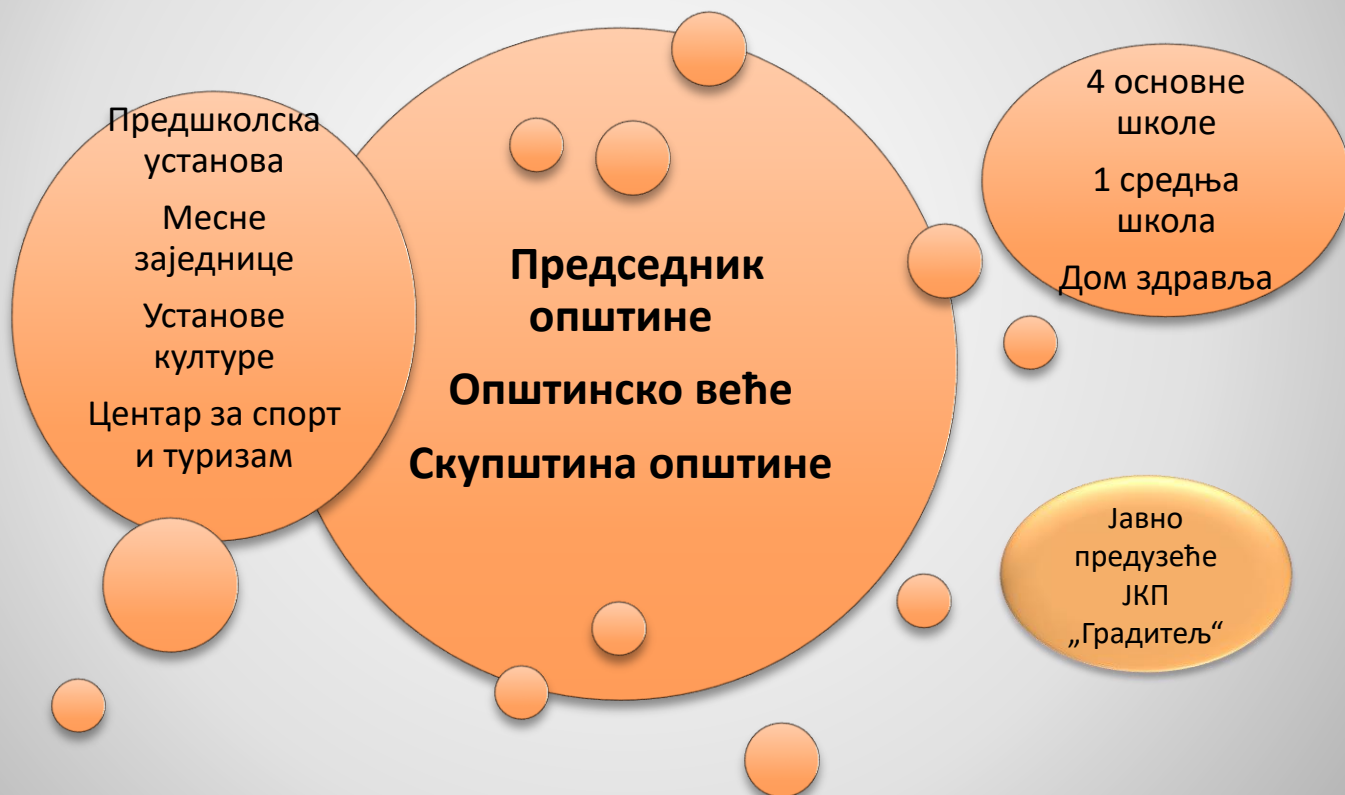 Предшколска
установа
Месне
заједнице
Установе
културе
Центар за спорт
и туризам
Председник
општине
Општинско веће
Скупштина општине
4 основне
школе
1 средња
школа
Дом здравља
Јавно
предузеће
ЈКП
„Градитељ“